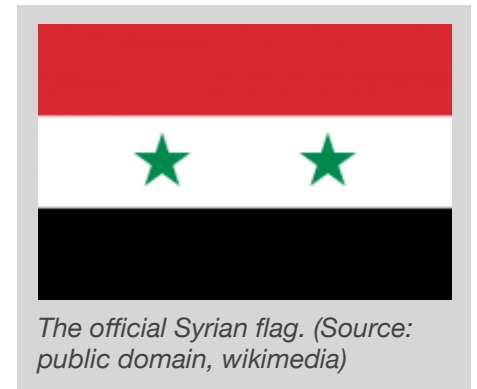 The official Syrian flag. (Source:
public domain, wikimedia)